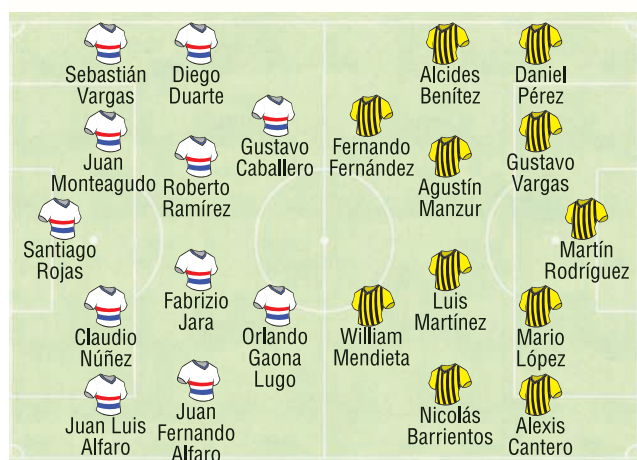 Sebastián
Vargas
Diego
Duarte
Alcides
Benítez
Daniel
Pérez
Juan
Monteagudo
Roberto
Ramírez
Gustavo
Caballero
Fernando
Fernández
Agustín
Manzur
Gustavo
Vargas
Santiago
Rojas
Martín
Rodríguez
Claudio
Núñez
Fabrizio
Jara
Orlando
Gaona
Lugo
William
Mendieta
Luis
Martínez
Mario
López
Juan Luis
Alfaro
Juan
Fernando
Alfaro
Nicolás
Barrientos
Alexis
Cantero